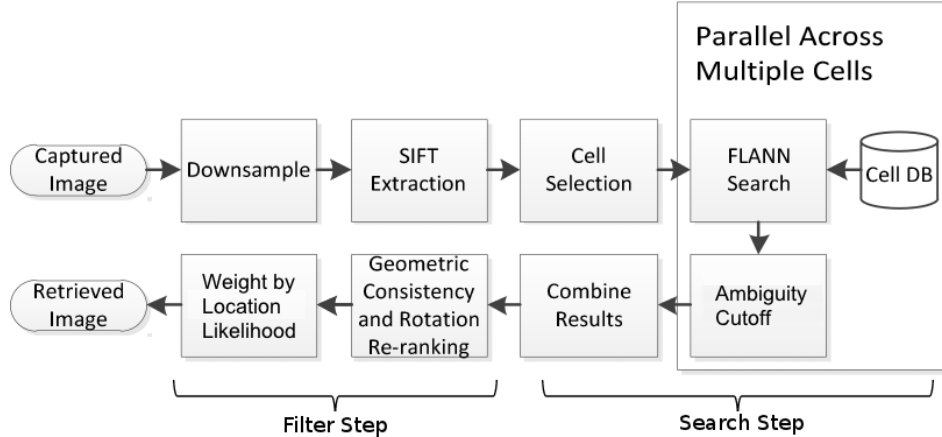 Parallel Across
Multiple Cells
Captured
Image
Downsample
SIFT
Extraction
Cell
Selection
FLANN
Search
Cell DB
Retrieved
Image
Weight by
Location
Likelihood
Geometric
Consistency
and Rotation
Re-ranking
Combine
Results
Ambiguity
Cutoff
Filter Step
Search Step